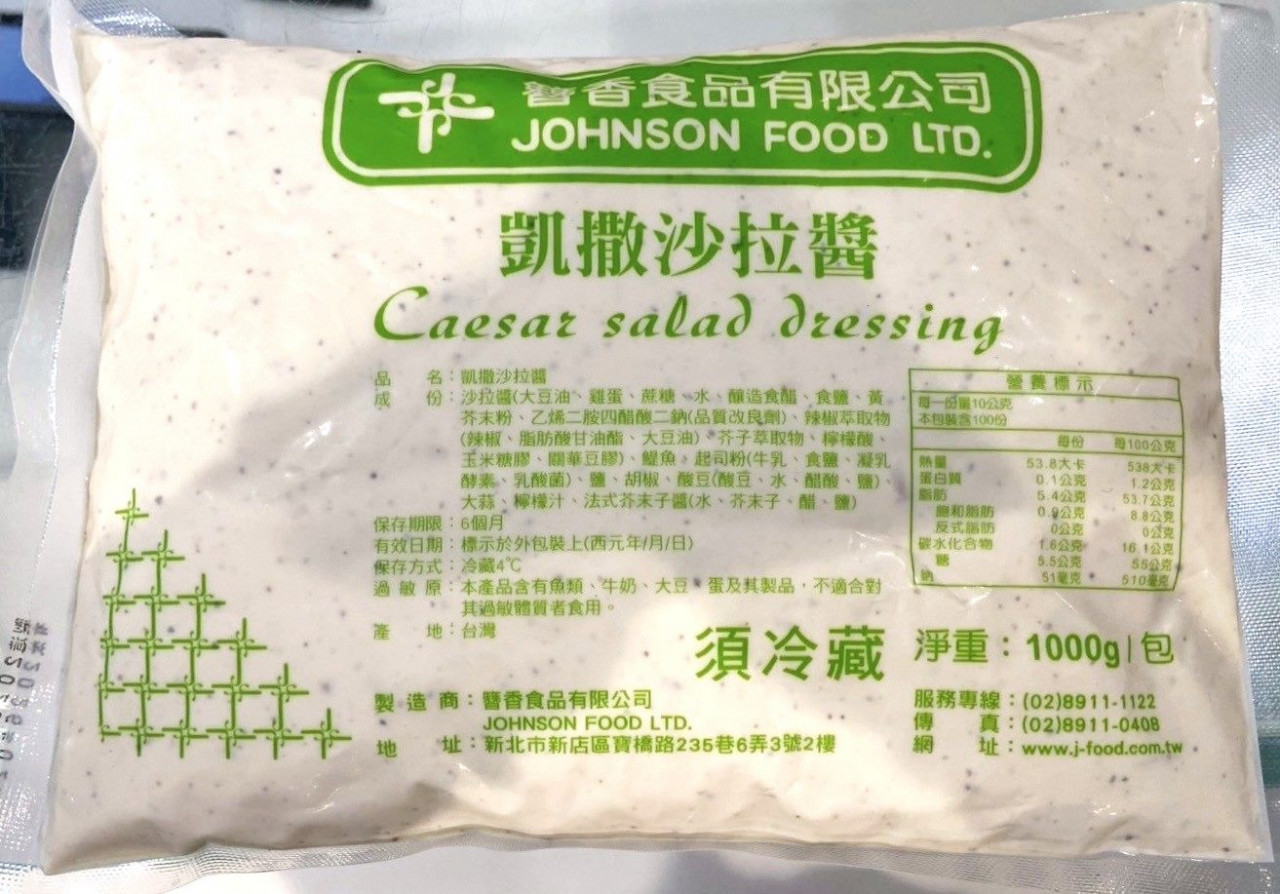 馫香食品有限公司
JOHNSON FOOD LTD.
凱撒沙拉醬
Caesar salad dressing
品 名：凱撒沙拉醬
成 份：沙拉醬(大豆油、雞蛋、蔗糖、水、釀造食醋、食鹽、黃
芥末粉、乙烯二胺四醋酸二鈉(品質改良劑)、辣椒萃取物
(辣椒、脂肪酸甘油酯、大豆油)、芥子萃取物、檸檬酸、
玉米糖膠、關華豆膠)、鯷魚、起司粉(牛乳、食鹽、凝乳
酵素、乳酸菌)、鹽、胡椒、酸豆(酸豆、水、醋酸、鹽)、
大蒜、檸檬汁、法式芥末子醬(水、芥末子、醋、鹽)
保存期限：6個月
有效日期：標示於外包裝上(西元年/月/日)
保存方式：冷藏4℃
過 敏 原：本產品含有魚類、牛奶、大豆、蛋及其製品，不適合對
其過敏體質者食用。
產 地：台灣
營養標示
每一份量10公克
本包裝含100份
每份 每100公克
熱量 53.8大卡 538大卡
蛋白質 0.1公克 1.2公克
脂肪 5.4公克 53.7公克
飽和脂肪 0.9公克 8.8公克
反式脂肪 0公克 0公克
碳水化合物 1.6公克 16.1公克
糖 5.5公克 55公克
鈉 51毫克 510毫克
須冷藏
淨重：1000g|包
製 造 商：馫香食品有限公司
JOHNSON FOOD LTD.
地 址：新北市新店區寶橋路235巷6弄3號2樓
服務專線：(02)8911-1122
傳 真：(02)8911-0408
網 址：www.j-food.com.tw